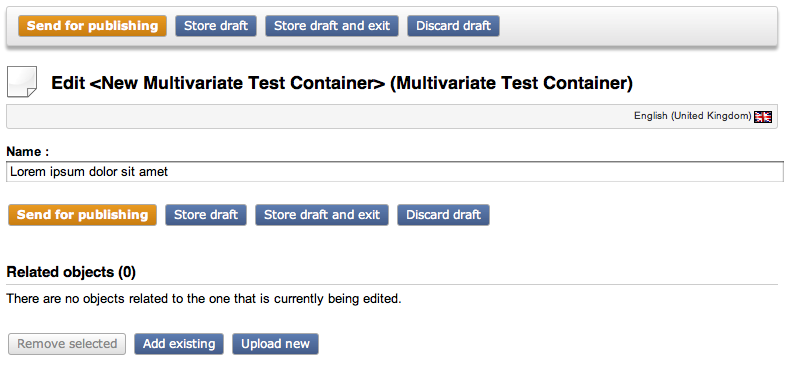 Send for publishing Store draft Store draft and exit Discard draft
Edit <New Multivariate Test Container> (Multivariate Test Container)
English (United Kingdom)
Name :
Lorem ipsum dolor sit amet
Send for publishing Store draft Store draft and exit Discard draft
Related objects (0)
There are no objects related to the one that is currently being edited.
Remove selected Add existing Upload new